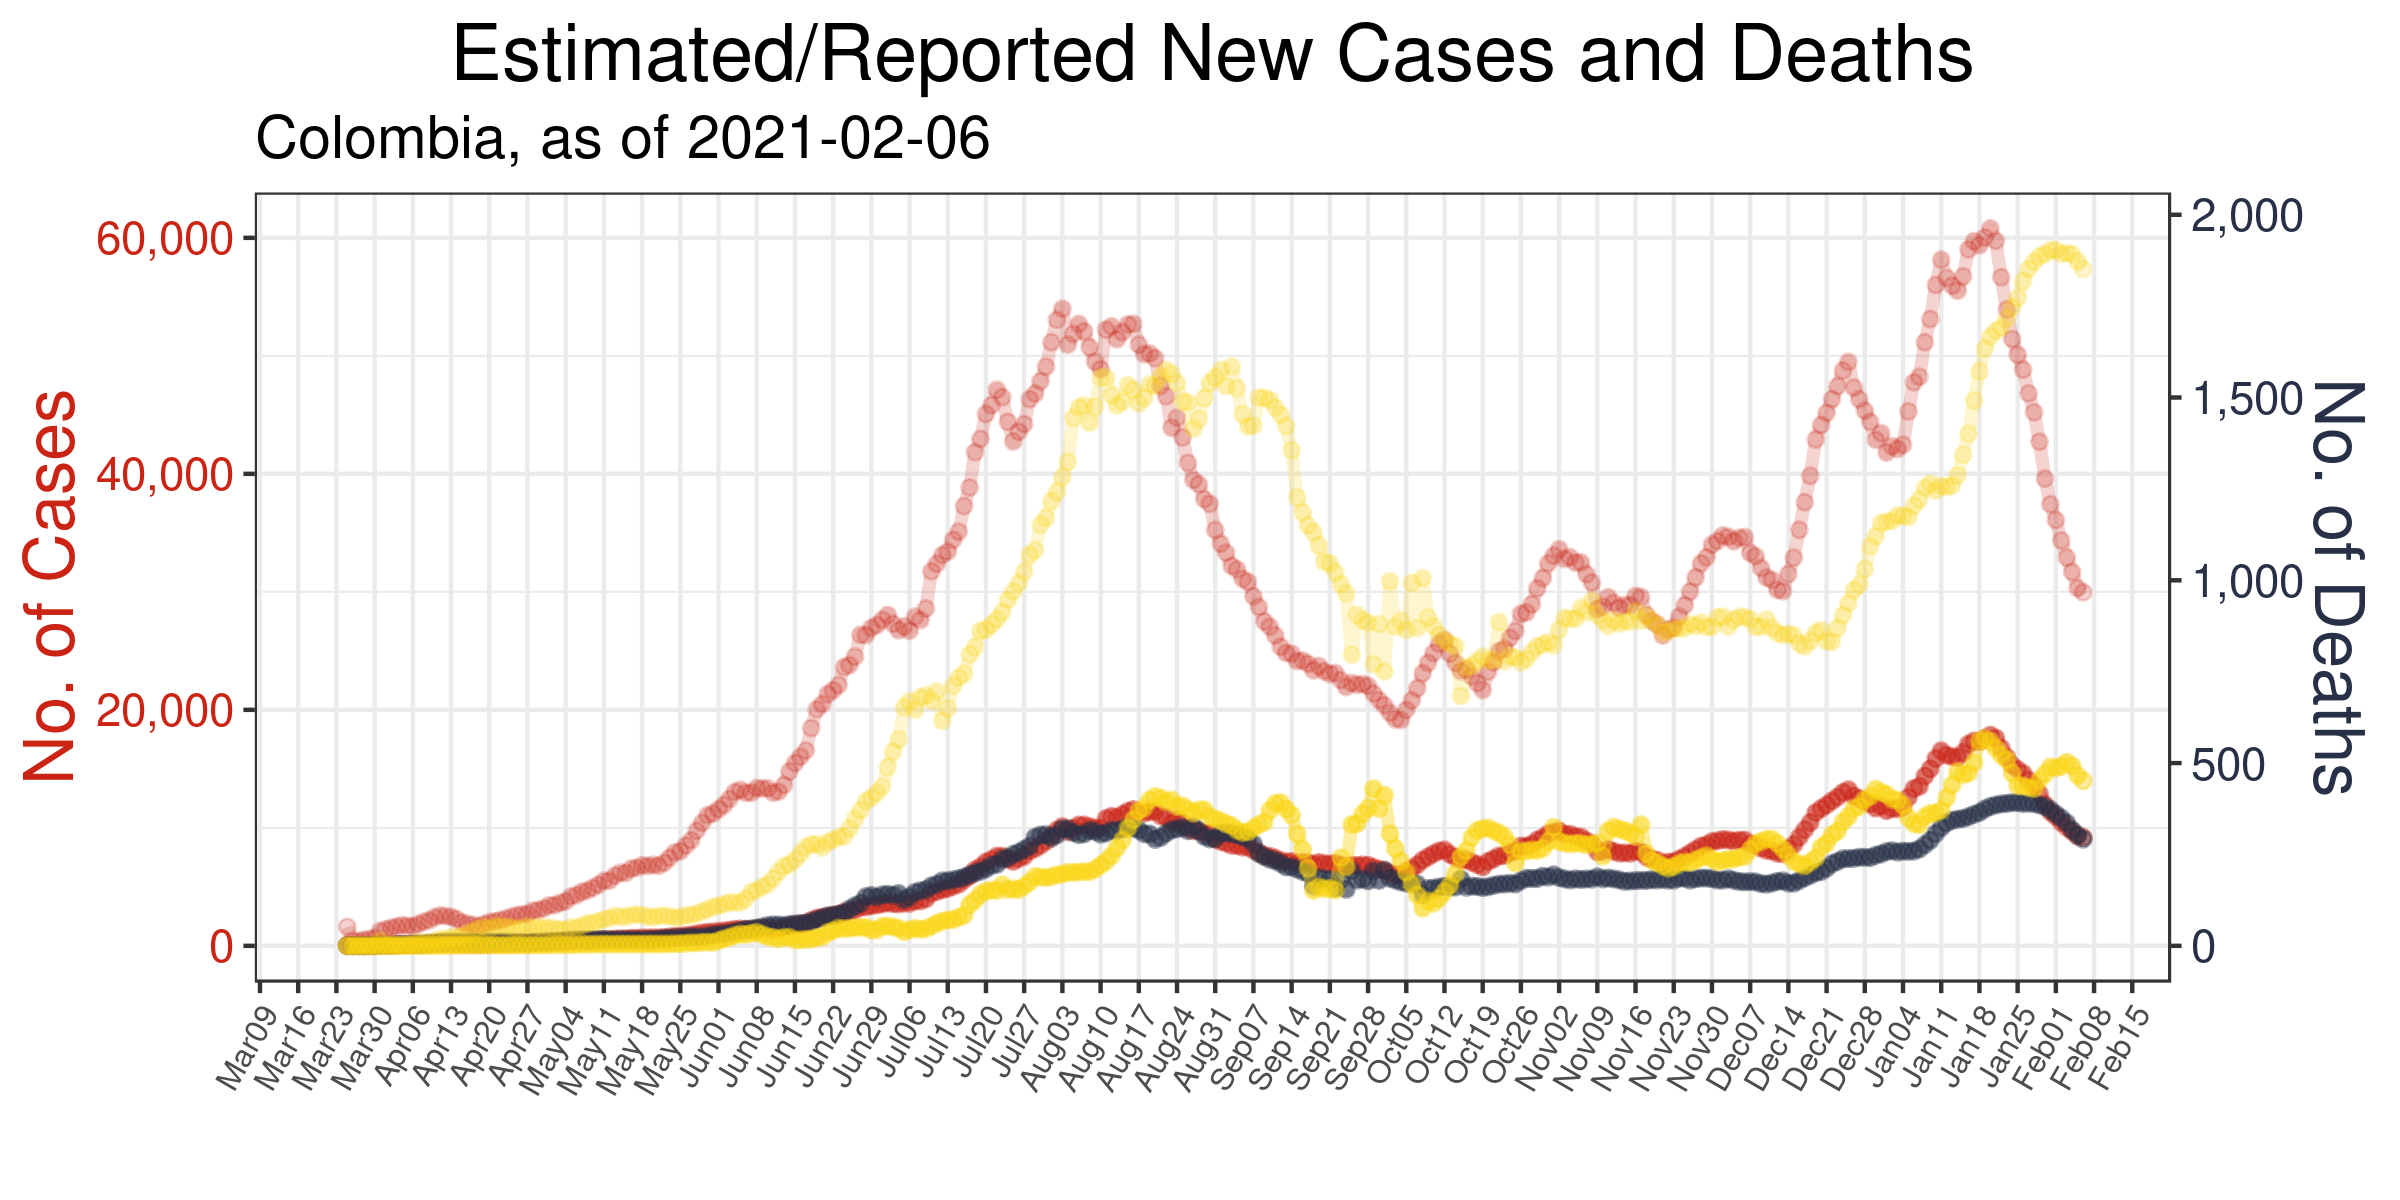 Estimated/Reported New Cases and Deaths
Colombia, as of 2021-02-06
No. of Cases
60,000
40,000
20,000
0
2,000
1,500
1,000
500
0
No. of Deaths
Mar09
Mar16
Mar23
Mar30
Apr06
Apr13
Apr20
Apr27
May04
May11
May18
May25
Jun01
Jun08
Jun15
Jun22
Jun29
Jul06
Jul13
Jul20
Jul27
Aug03
Aug10
Aug17
Aug24
Aug31
Sep07
Sep14
Sep21
Sep28
Oct05
Oct12
Oct19
Oct26
Nov02
Nov09
Nov16
Nov23
Nov30
Dec07
Dec14
Dec21
Dec28
Jan04
Jan11
Jan18
Jan25
Feb01
Feb08
Feb15